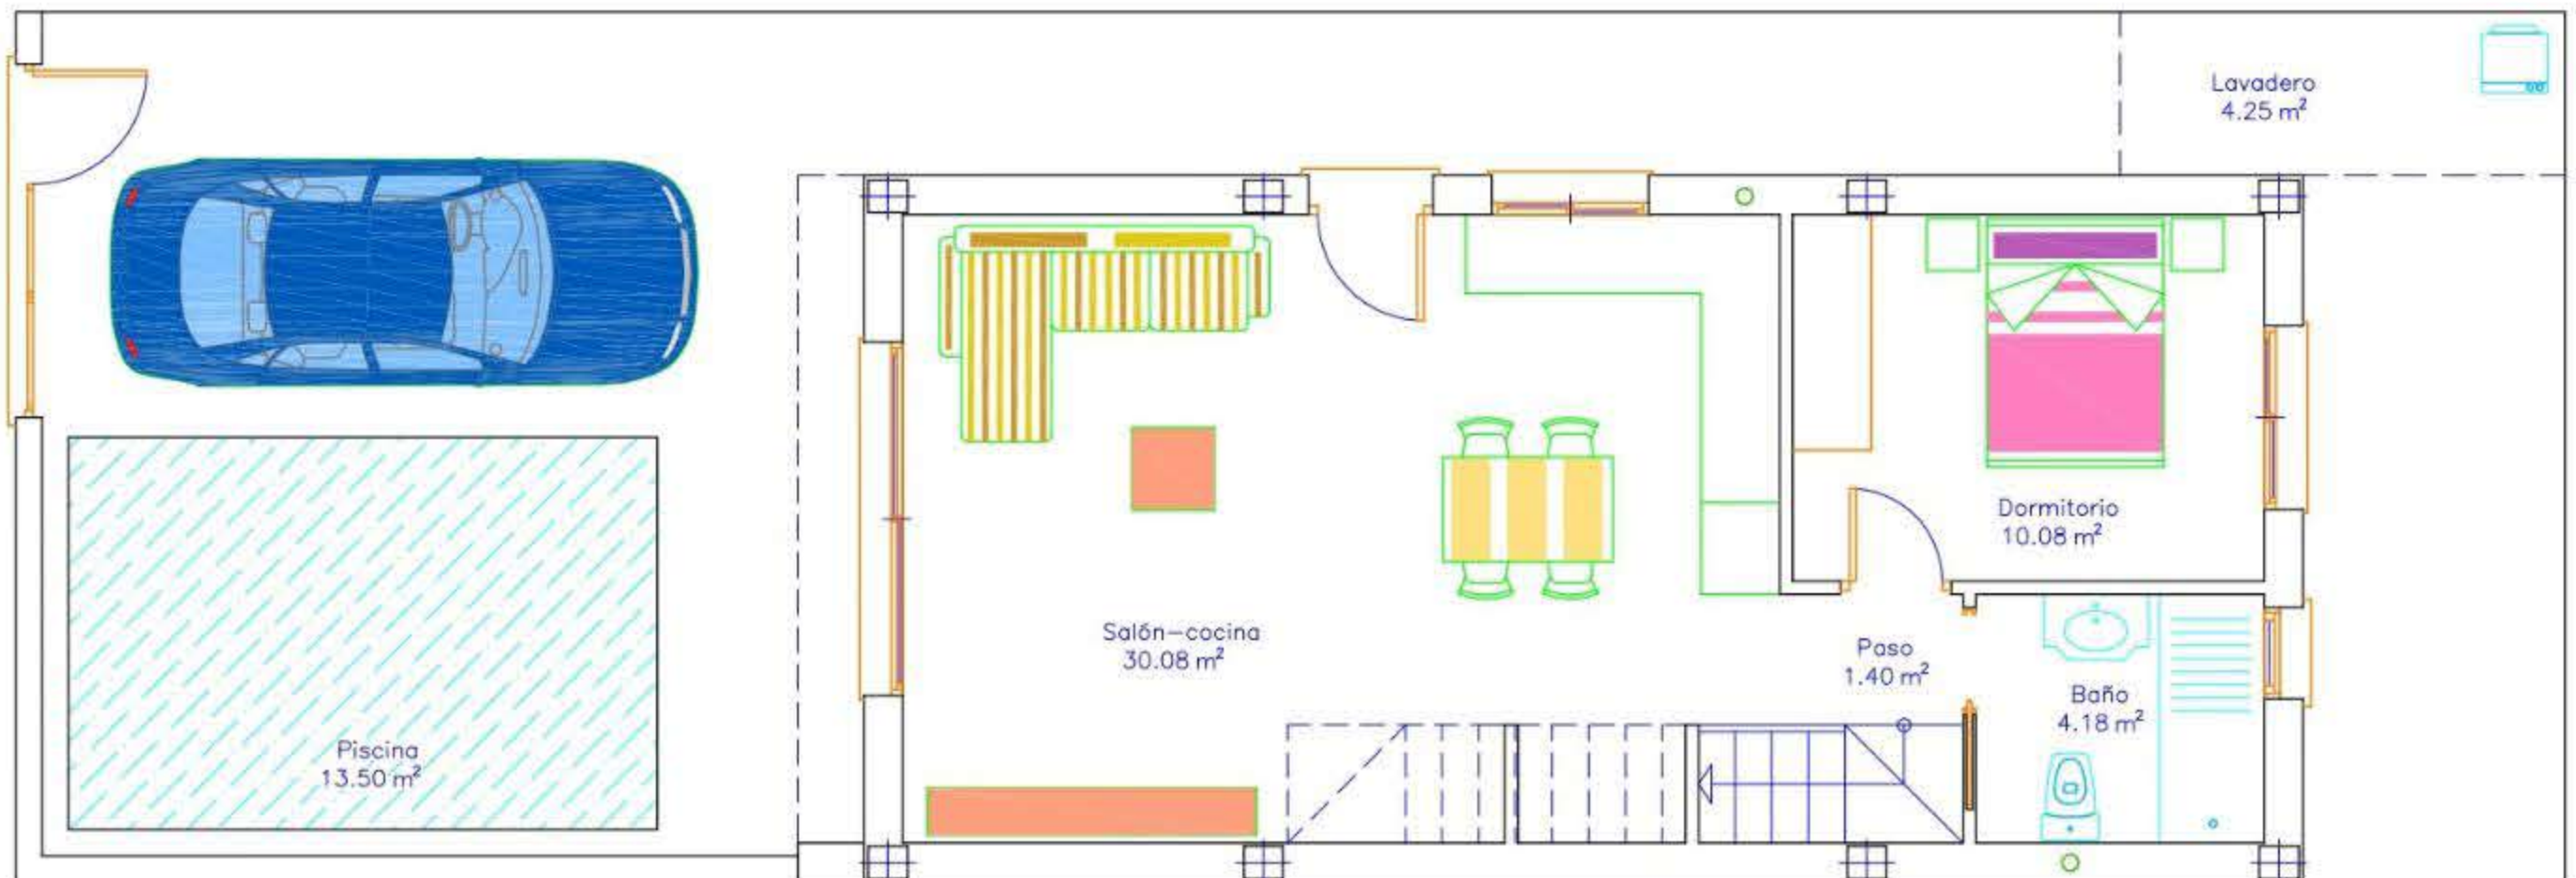 Lavadero
4.25 m²
Dormitorio
10.08 m²
Salón-cocina
30.08 m²
Paso
1.40 m²
Baño
4.18 m²
Piscina
13.50 m²